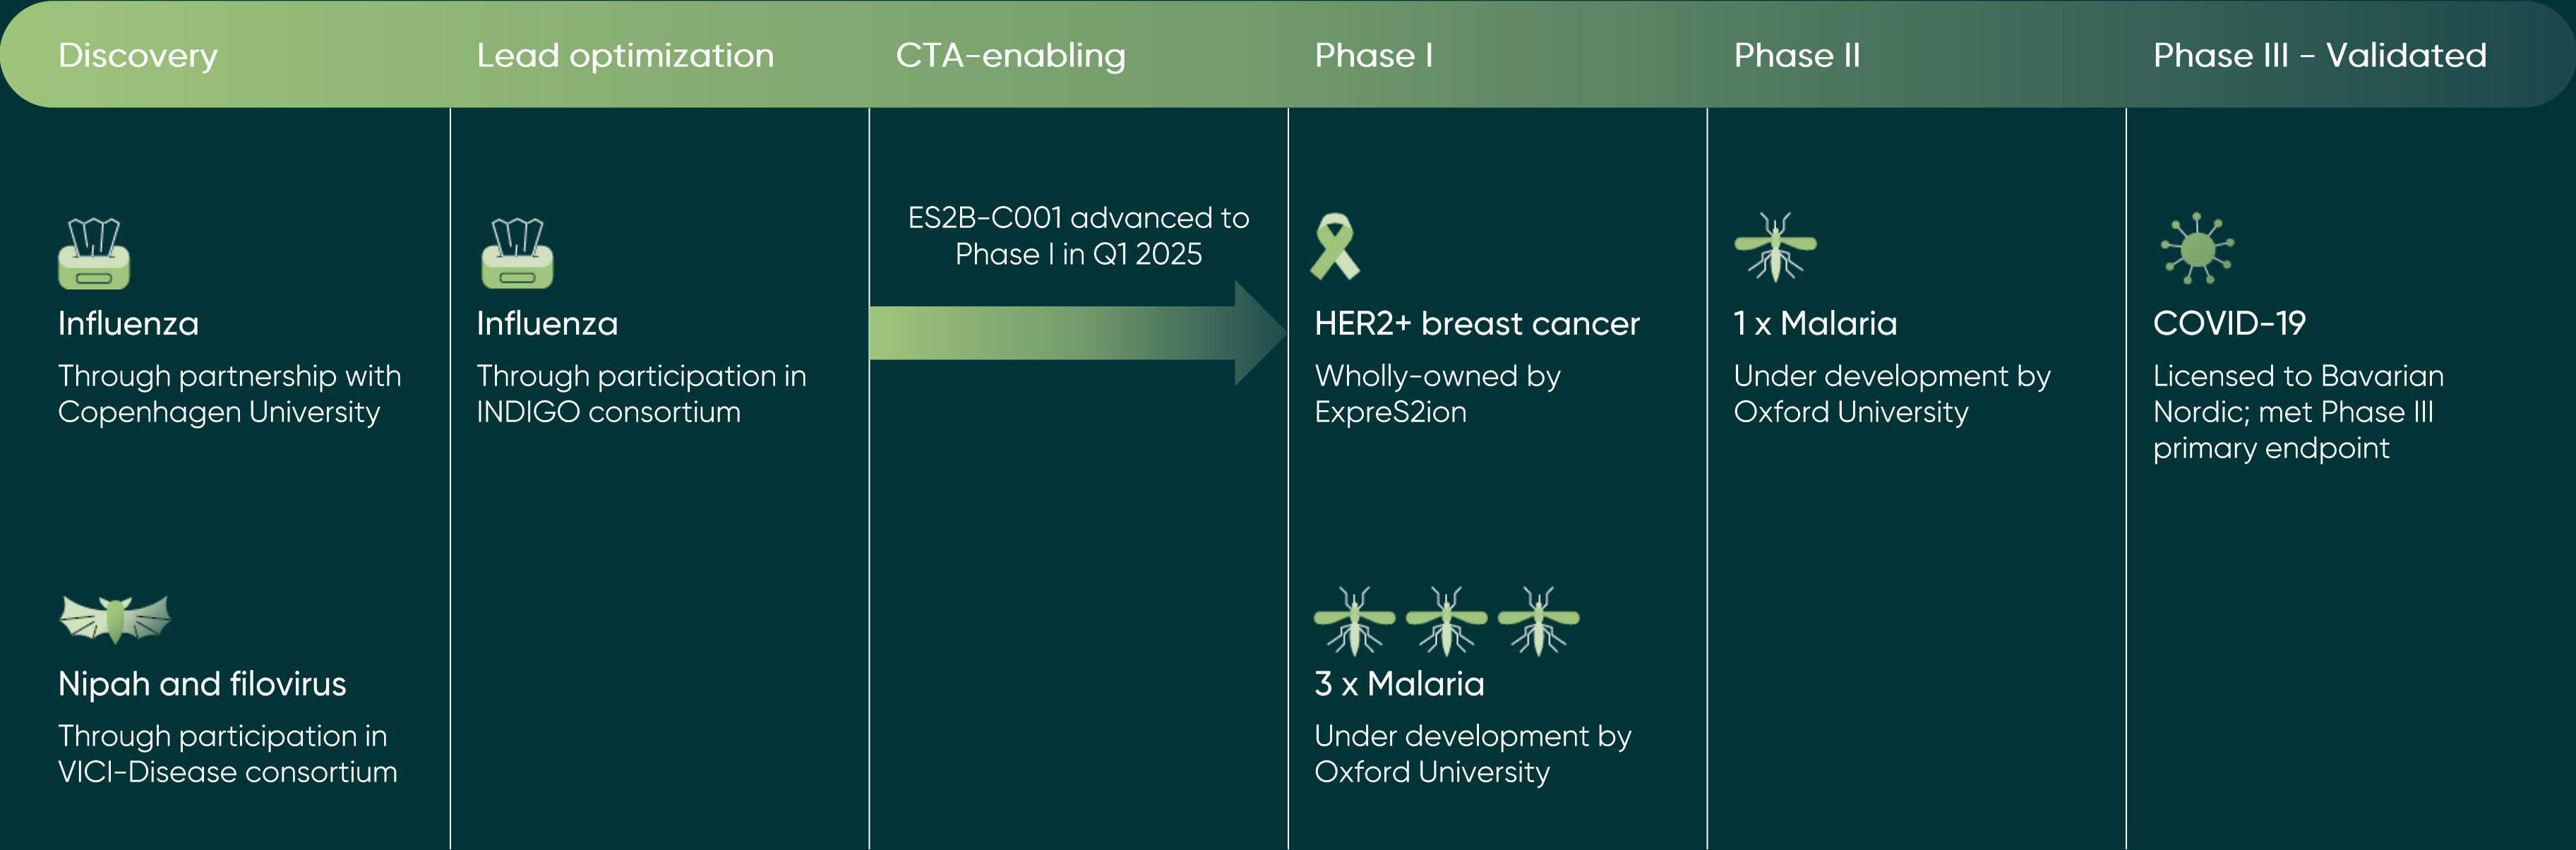 Discovery
Lead optimization
CTA-enabling
Phase I
Phase II
Phase III - Validated
Influenza
Through partnership with
Copenhagen University
Nipah and filovirus
Through participation in
VICI-Disease consortium
Influenza
Through participation in
INDIGO consortium
ES2B-C001 advanced to
Phase I in Q1 2025
HER2+ breast cancer
Wholly-owned by
ExpreS2ion
3 x Malaria
Under development by
Oxford University
1 x Malaria
Under development by
Oxford University
COVID-19
Licensed to Bavarian
Nordic; met Phase III
primary endpoint